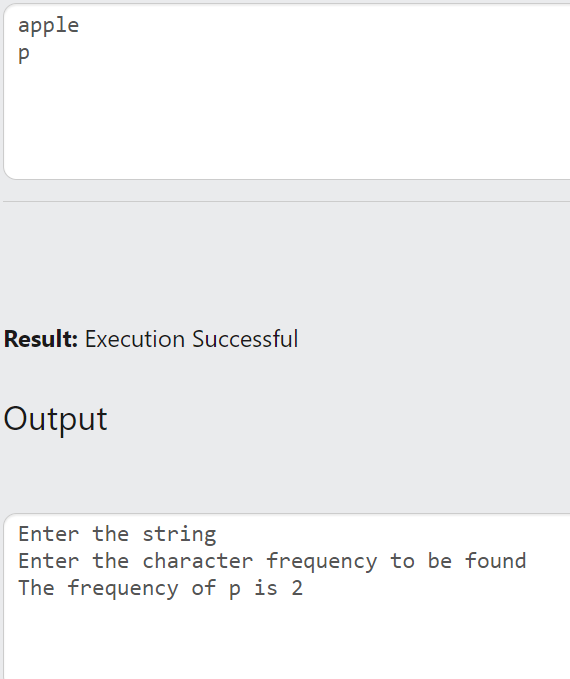 apple
p
Result: Execution Successful
Output
Enter the string
Enter the character frequency to be found
The frequency of p is 2